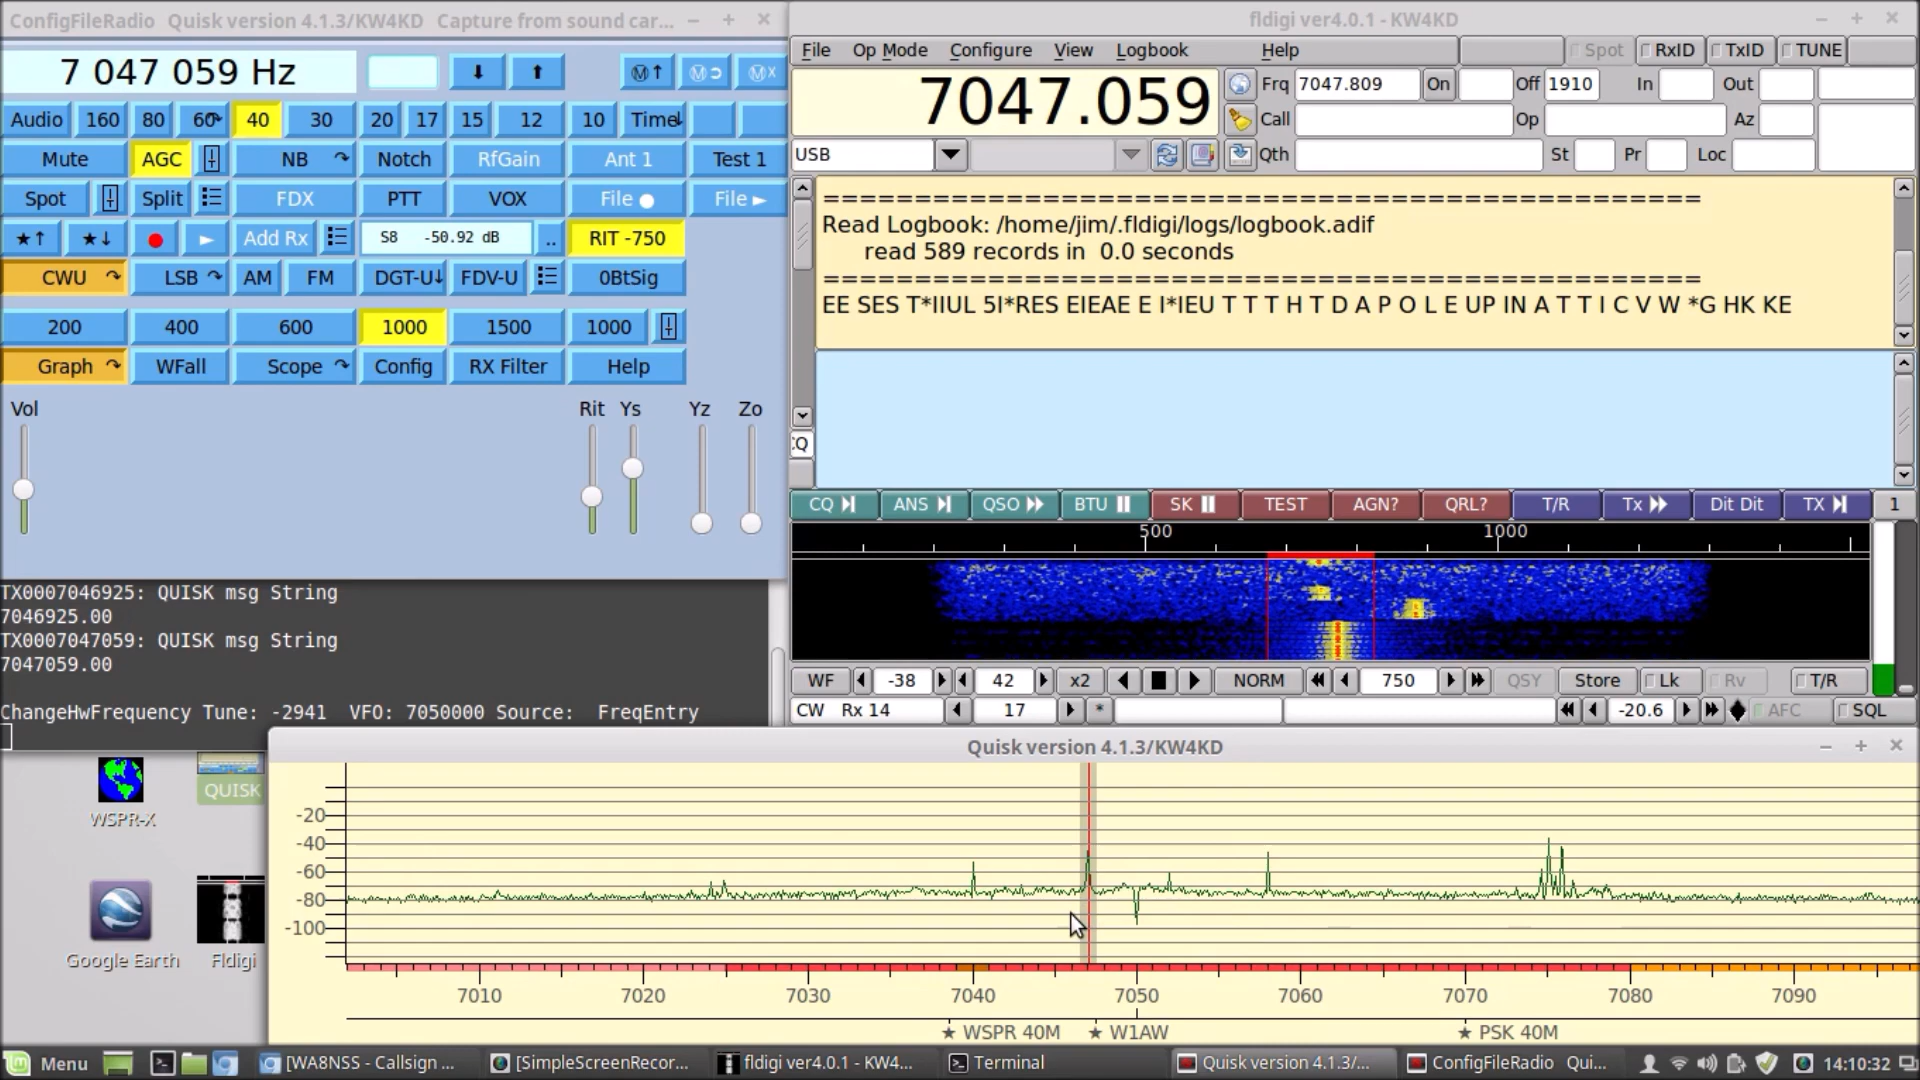 ConfigFileRadio   Quisk version 4.1.3/KW4KD   Capture from sound car...
7 047 059 Hz
M↑
Audio 160 80 60 40 30 20 17 15 12 10 Time
Mute AGC NB Notch RfGain Ant 1 Test 1
Spot Split FDX PTT VOX File ● File ►
★↑ ★↓ Add Rx S8 -50.92 dB .. RIT -750
CWU LSB AM FM DGT-U FDV-U 0BtSig
200 400 600 1000 1500 1000
Graph WFall Scope Config RX Filter Help
Vol Rit Ys Yz Zo
TX0007046925: QUISK msg String
7046925.00
TX0007047059: QUISK msg String
7047059.00
ChangeHwFrequency Tune: -2941  VFO: 7050000 Source:  FreqEntry
fldigi ver4.0.1 - KW4KD
File Op Mode Configure View Logbook Help Spot RxID TxID TUNE
7047.059
Frq 7047.809 On Off 1910 In Out
Call Op Az
USB Qth St Pr Loc
================================================
Read Logbook: /home/jim/.fldigi/logs/logbook.adif
read 589 records in  0.0 seconds
================================================
EE SES T*IIUL 5I*RES EIEAE E I*IEU T T T H T D A P O L E UP IN A T T I C V W *G HK KE
CQ
CQ ANS QSO BTU SK TEST AGN? QRL? T/R Tx Dit Dit TX 1
500 1000
WF -38 42 x2 NORM 750 QSY Store Lk Rv T/R
CW Rx 14 17 * -20.6 AFC SQL
Quisk version 4.1.3/KW4KD
-20
-40
-60
-80
-100
7010 7020 7030 7040 7050 7060 7070 7080 7090
★ WSPR 40M ★ W1AW ★ PSK 40M
WSPR-X QUISK
Google Earth Fldigi
Menu [WA8NSS - Callsign ... [SimpleScreenRecor... fldigi ver4.0.1 - KW4... Terminal Quisk version 4.1.3/... ConfigFileRadio   Qui... 14:10:32